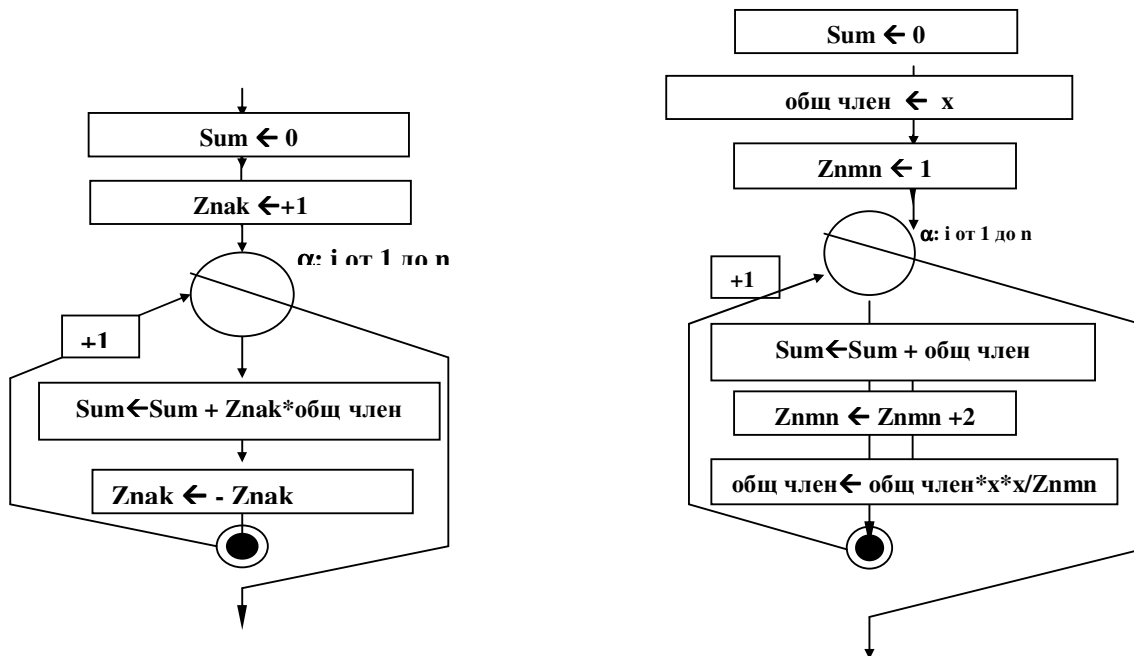 Sum ← 0
Znak ←+1
α: i от 1 до n
+1
Sum←Sum + Znak*общ член
Znak ← - Znak
Sum ← 0
общ член ← x
Znmn ← 1
α: i от 1 до n
+1
Sum←Sum + общ член
Znmn ← Znmn +2
общ член← общ член*x*x/Znmn